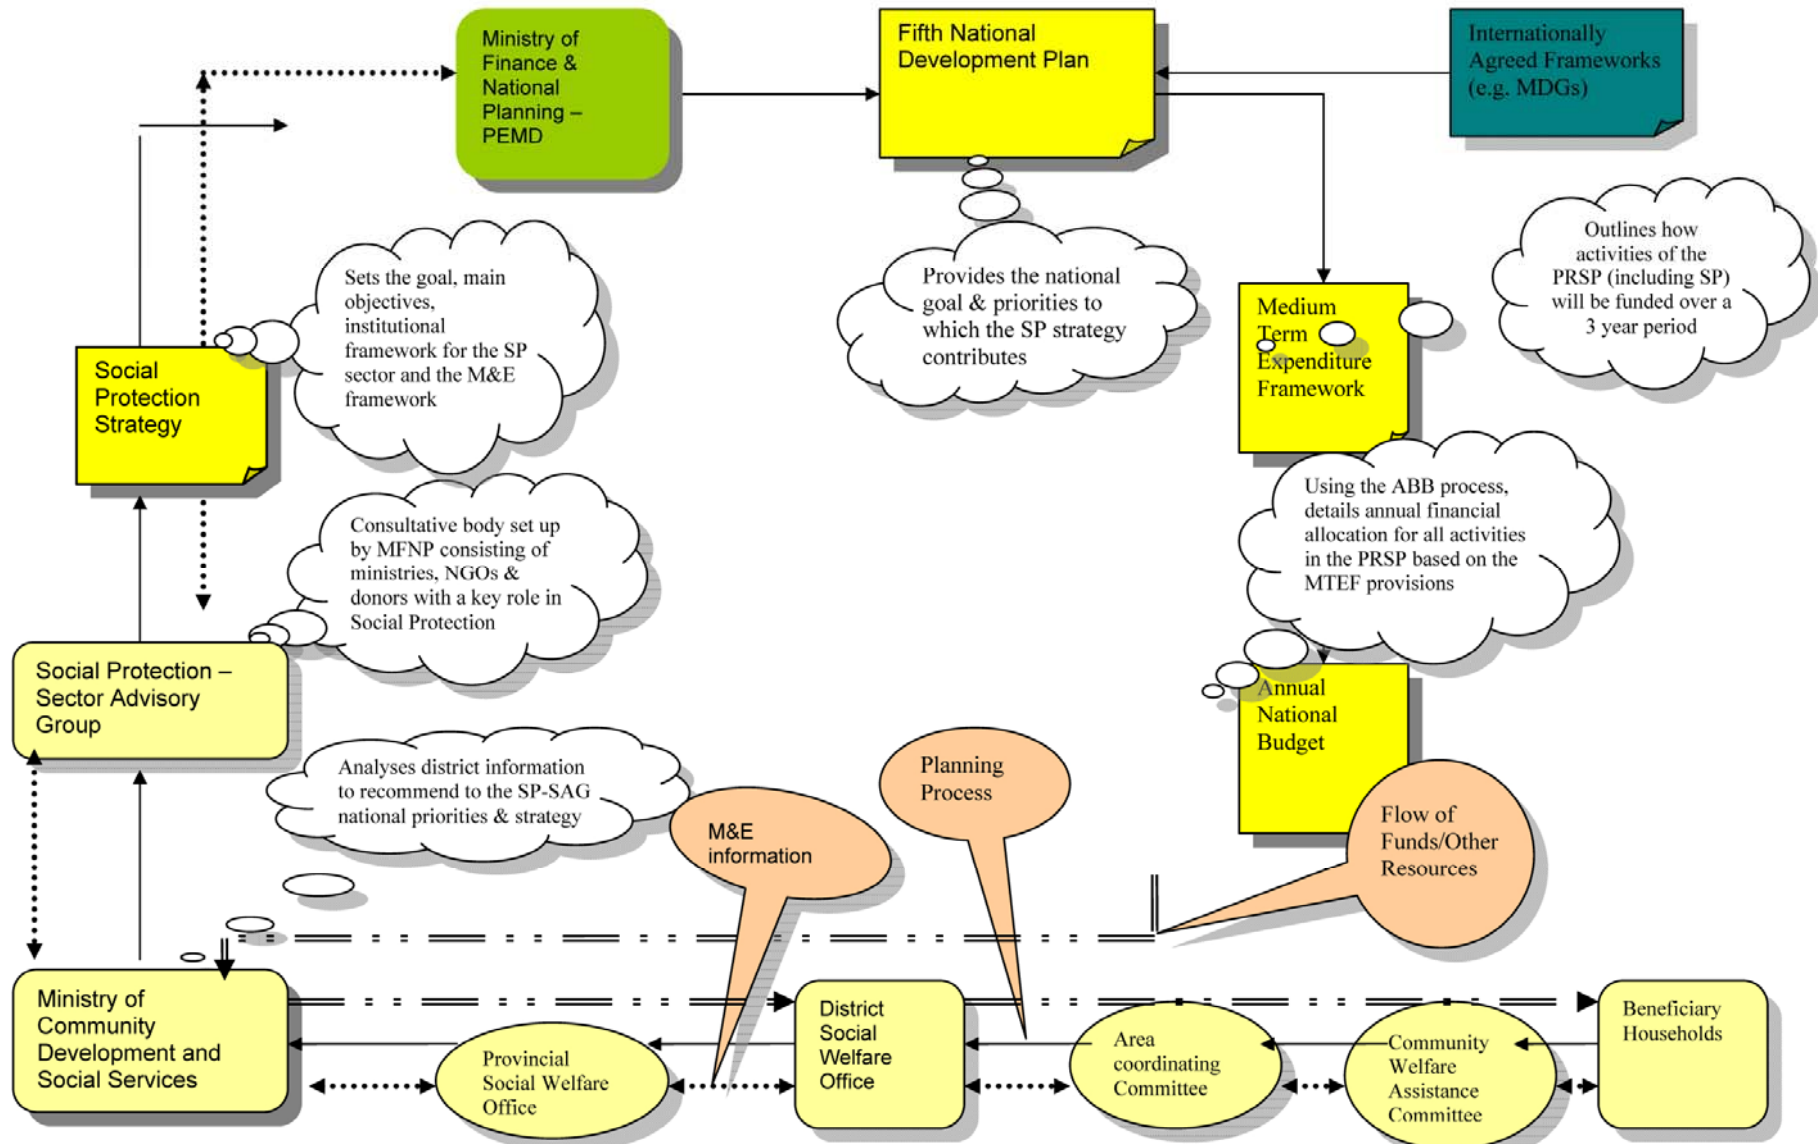 Ministry of
Finance &
National
Planning –
PEMD
Fifth National
Development Plan
Internationally
Agreed Frameworks
(e.g. MDGs)
Sets the goal, main
objectives,
institutional
framework for the SP
sector and the M&E
framework
Provides the national
goal & priorities to
which the SP strategy
contributes
Outlines how
activities of the
PRSP (including SP)
will be funded over a
3 year period
Medium
Term
Expenditure
Framework
Social
Protection
Strategy
Consultative body set up
by MFNP consisting of
ministries, NGOs &
donors with a key role in
Social Protection
Using the ABB process,
details annual financial
allocation for all activities
in the PRSP based on the
MTEF provisions
Social Protection –
Sector Advisory
Group
Annual
National
Budget
Analyses district information
to recommend to the SP-SAG
national priorities & strategy
M&E
information
Planning
Process
Flow of
Funds/Other
Resources
Ministry of
Community
Development and
Social Services
Provincial
Social Welfare
Office
District
Social
Welfare
Office
Area
coordinating
Committee
Community
Welfare
Assistance
Committee
Beneficiary
Households